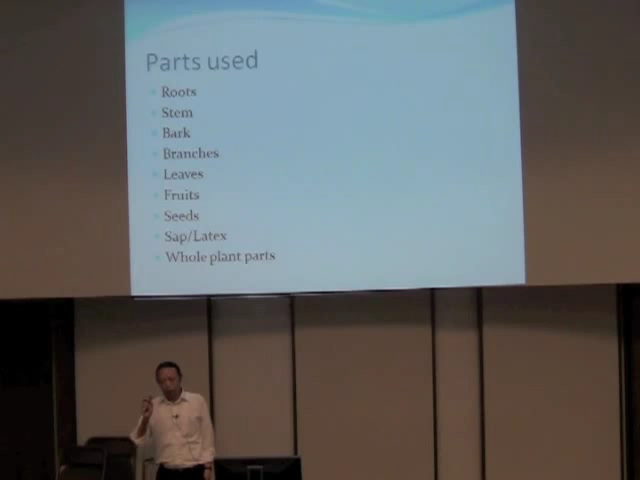 Parts used
Roots
Stem
Bark
Branches
Leaves
Fruits
Seeds
Sap/Latex
Whole plant parts